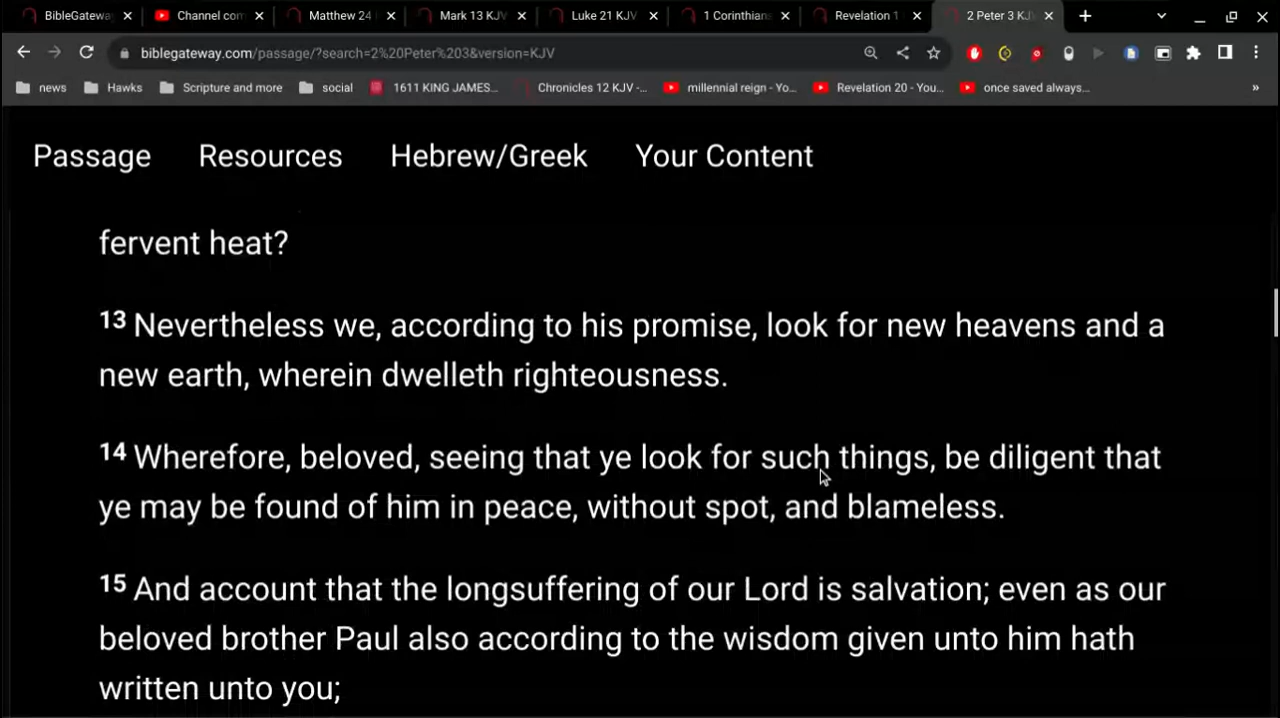 BibleGateway
Channel con
Matthew 24
Mark 13 KJV
Luke 21 KJV
1 Corinthians
Revelation 1
2 Peter 3 KJV
biblegateway.com/passage/?search=2%20Peter%203&version=KJV
news
Hawks
Scripture and more
social
1611 KING JAMES...
Chronicles 12 KJV -...
millennial reign - Yo...
Revelation 20 - You...
once saved always...
»
Passage Resources Hebrew/Greek Your Content
fervent heat?
13 Nevertheless we, according to his promise, look for new heavens and a
new earth, wherein dwelleth righteousness.
14 Wherefore, beloved, seeing that ye look for such things, be diligent that
ye may be found of him in peace, without spot, and blameless.
15 And account that the longsuffering of our Lord is salvation; even as our
beloved brother Paul also according to the wisdom given unto him hath
written unto you;